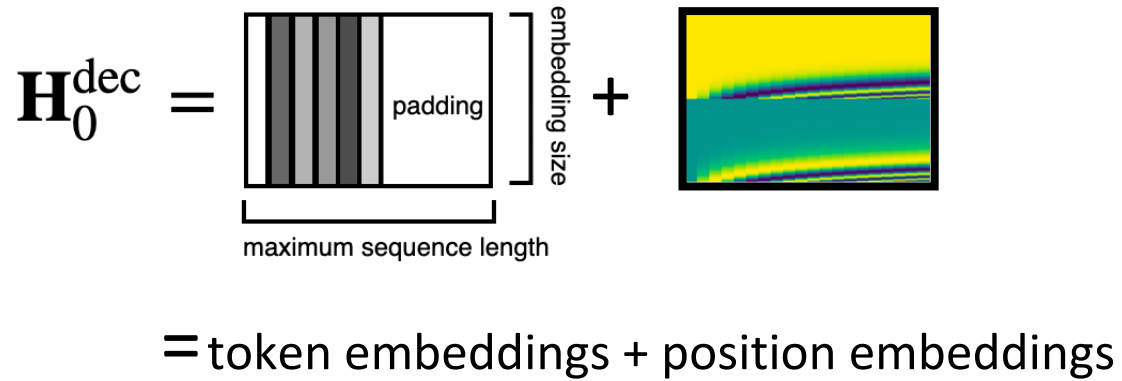 H₀ᵈᵉᶜ = padding embedding size +
maximum sequence length
= token embeddings + position embeddings